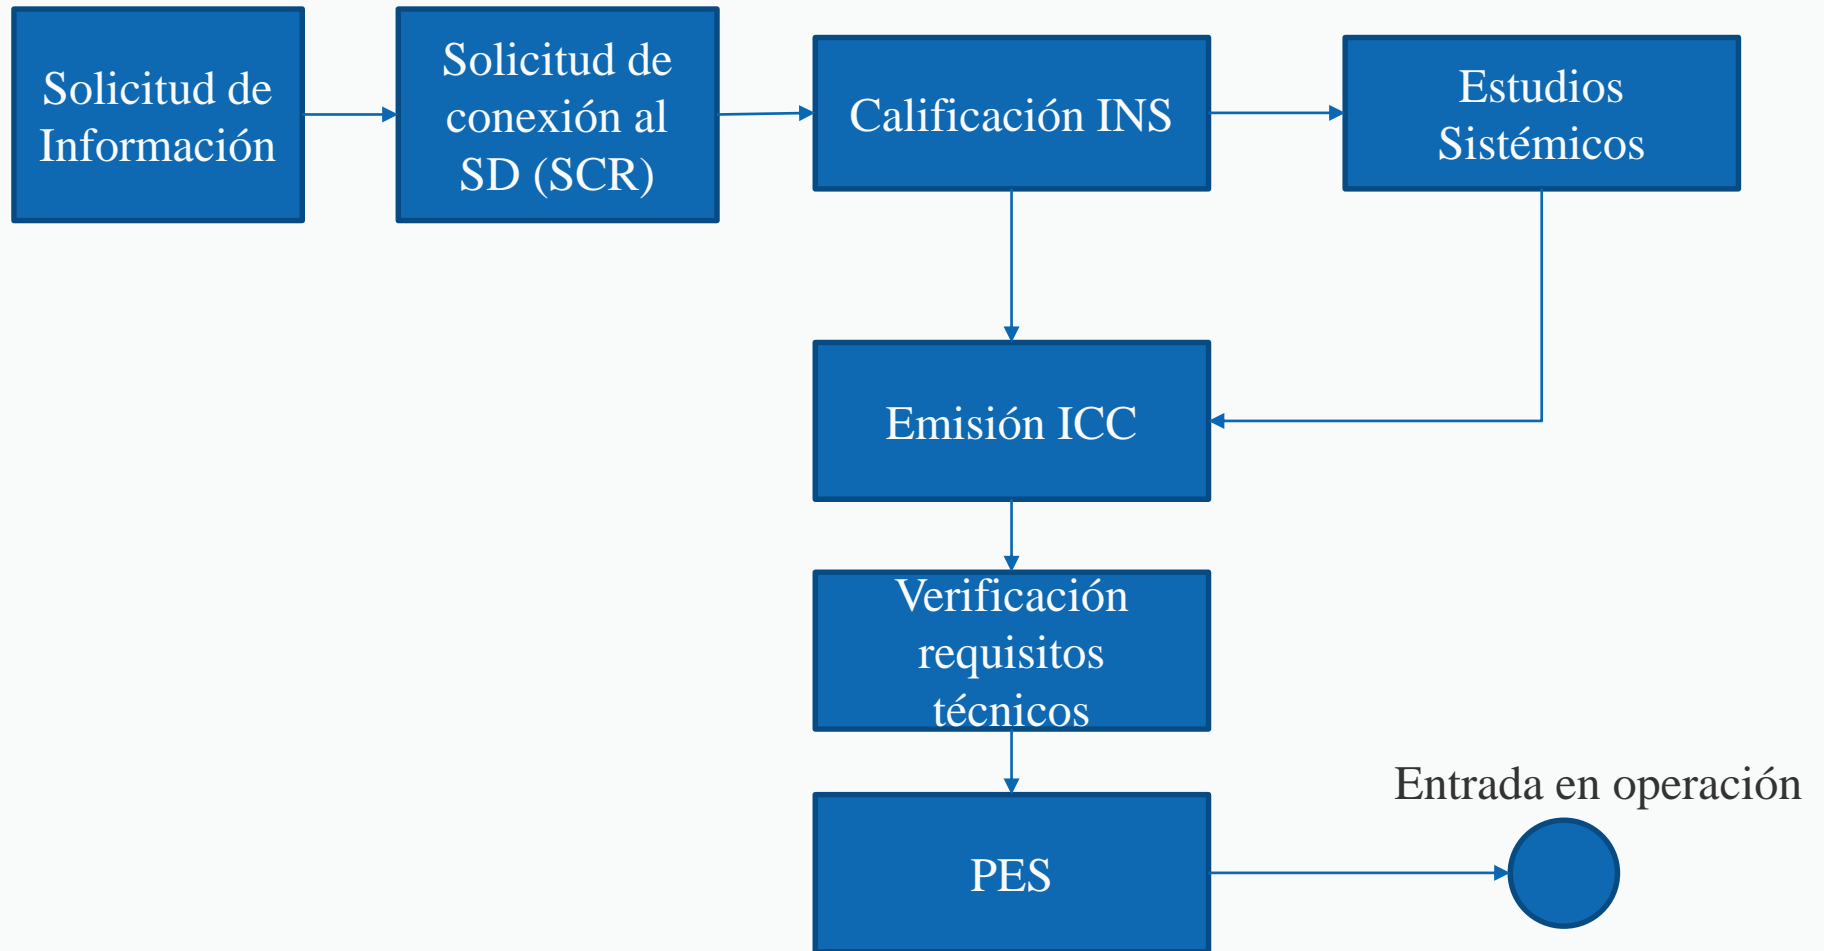 Solicitud de
Información
Solicitud de
conexión al
SD (SCR)
Calificación INS
Estudios
Sistémicos
Emisión ICC
Verificación
requisitos
técnicos
Entrada en operación
PES